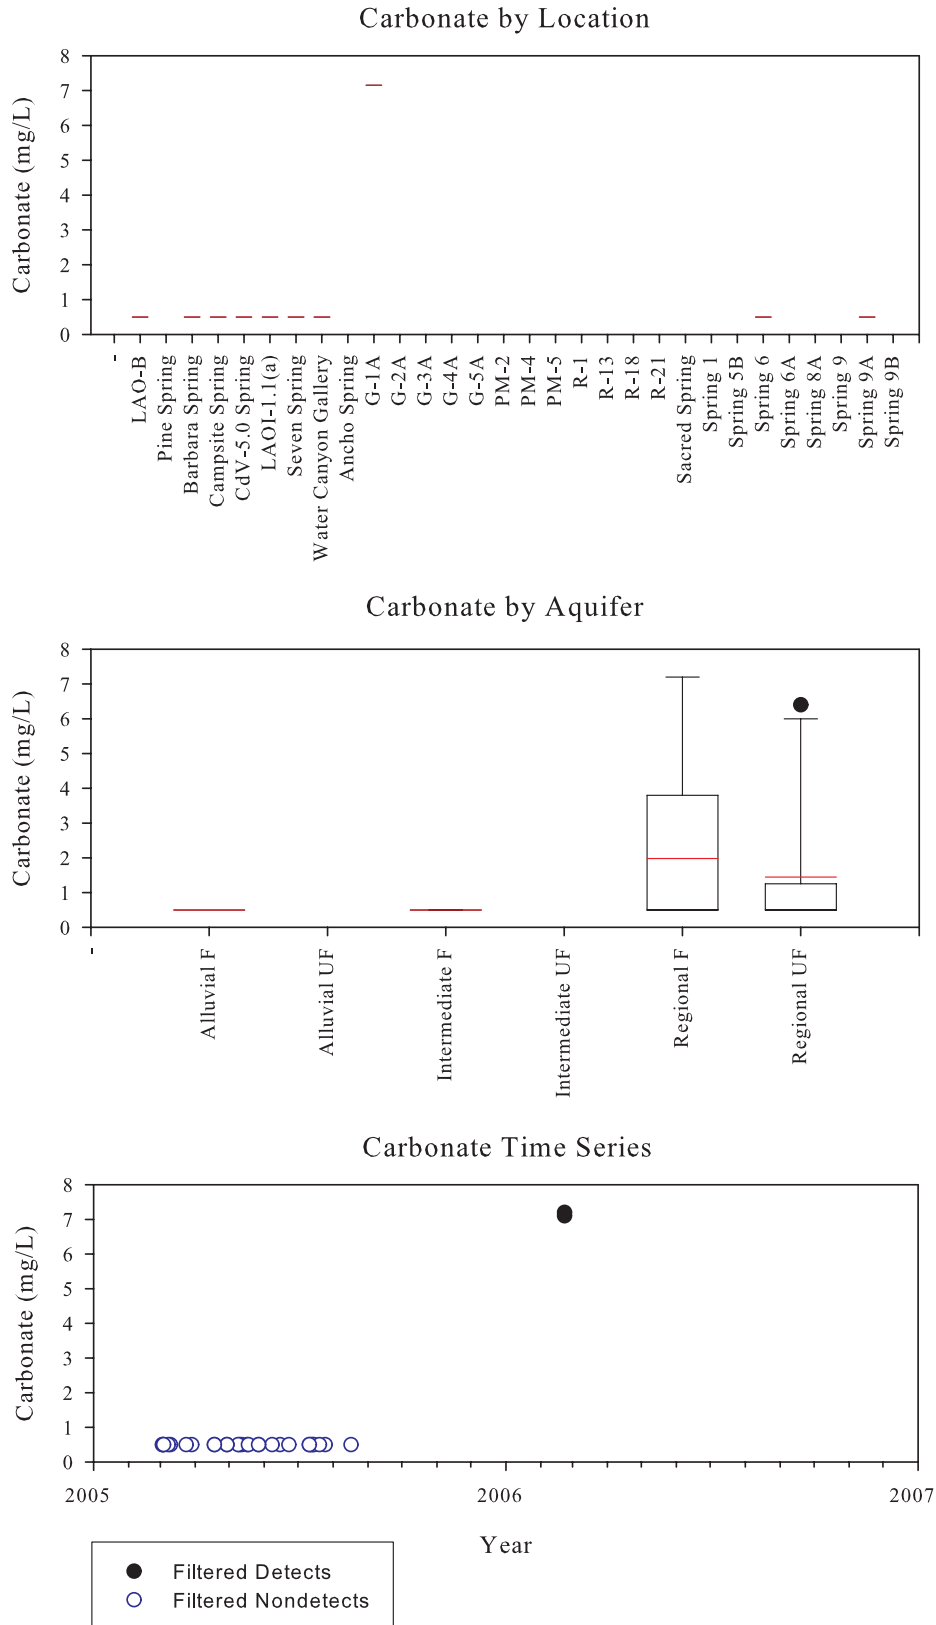 Carbonate by Location
Carbonate (mg/L)
8
7
6
5
4
3
2
1
0
-
LAO-B
Pine Spring
Barbara Spring
Campsite Spring
CdV-5.0 Spring
LAOI-1.1(a)
Seven Spring
Water Canyon Gallery
Ancho Spring
G-1A
G-2A
G-3A
G-4A
G-5A
PM-2
PM-4
PM-5
R-1
R-13
R-18
R-21
Sacred Spring
Spring 1
Spring 5B
Spring 6
Spring 6A
Spring 8A
Spring 9
Spring 9A
Spring 9B
Carbonate by Aquifer
Carbonate (mg/L)
8
7
6
5
4
3
2
1
0
-
Alluvial F
Alluvial UF
Intermediate F
Intermediate UF
Regional F
Regional UF
Carbonate Time Series
Carbonate (mg/L)
8
7
6
5
4
3
2
1
0
2005
2006
2007
Year
Filtered Detects
Filtered Nondetects